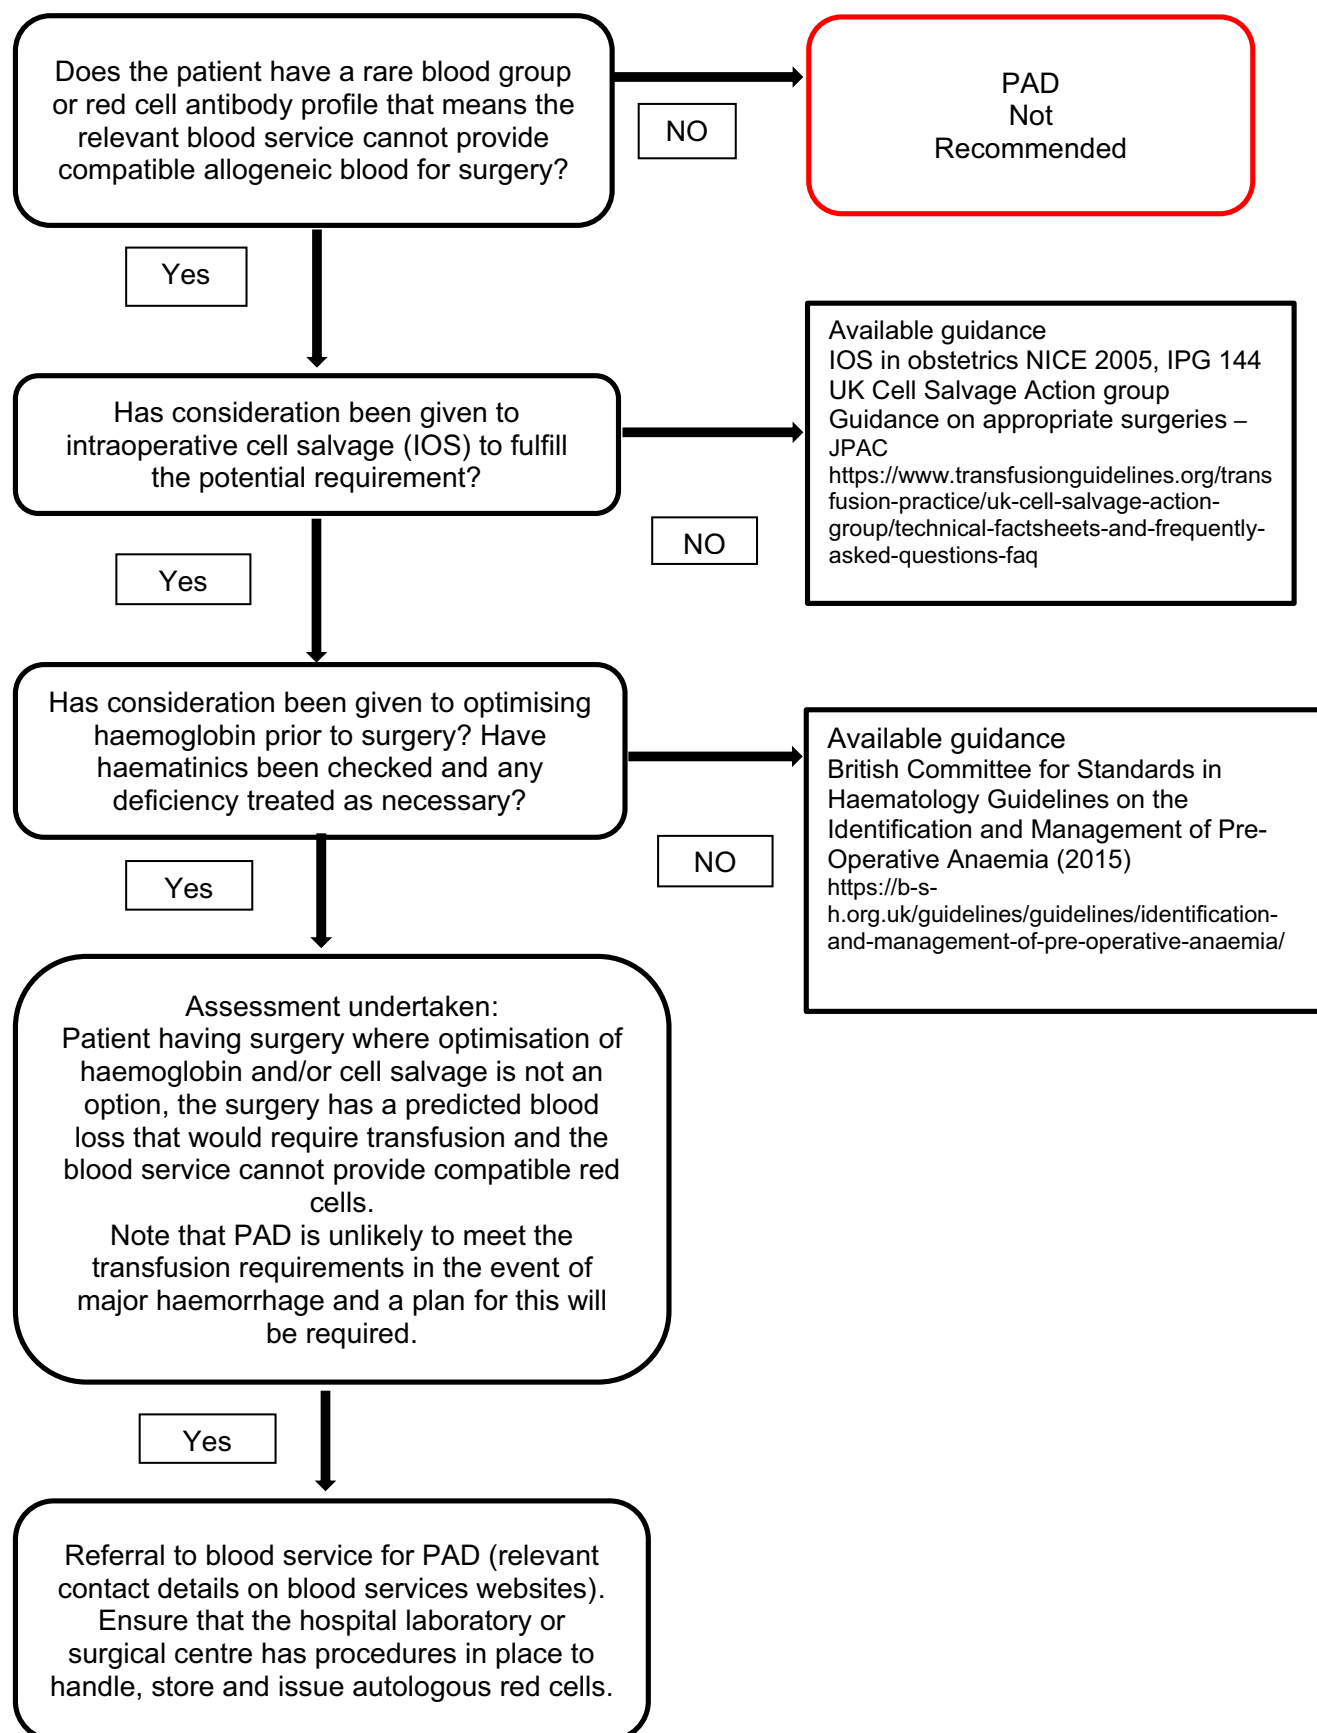 Does the patient have a rare blood group
or red cell antibody profile that means the
relevant blood service cannot provide
compatible allogeneic blood for surgery?
NO
PAD
Not
Recommended
Yes
Has consideration been given to
intraoperative cell salvage (IOS) to fulfill
the potential requirement?
NO
Available guidance
IOS in obstetrics NICE 2005, IPG 144
UK Cell Salvage Action group
Guidance on appropriate surgeries –
JPAC
https://www.transfusionguidelines.org/trans
fusion-practice/uk-cell-salvage-action-
group/technical-factsheets-and-frequently-
asked-questions-faq
Yes
Has consideration been given to optimising
haemoglobin prior to surgery? Have
haematinics been checked and any
deficiency treated as necessary?
NO
Available guidance
British Committee for Standards in
Haematology Guidelines on the
Identification and Management of Pre-
Operative Anaemia (2015)
https://b-s-
h.org.uk/guidelines/guidelines/identification-
and-management-of-pre-operative-anaemia/
Yes
Assessment undertaken:
Patient having surgery where optimisation of
haemoglobin and/or cell salvage is not an
option, the surgery has a predicted blood
loss that would require transfusion and the
blood service cannot provide compatible red
cells.
Note that PAD is unlikely to meet the
transfusion requirements in the event of
major haemorrhage and a plan for this will
be required.
Yes
Referral to blood service for PAD (relevant
contact details on blood services websites).
Ensure that the hospital laboratory or
surgical centre has procedures in place to
handle, store and issue autologous red cells.